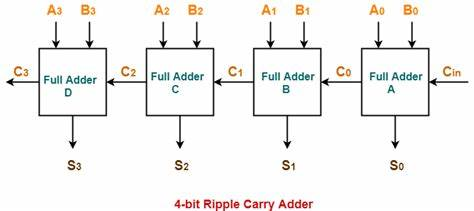 A3 B3 A2 B2 A1 B1 A0 B0
C3 Full Adder D C2 Full Adder C C1 Full Adder B C0 Full Adder A Cin
S3 S2 S1 S0
4-bit Ripple Carry Adder